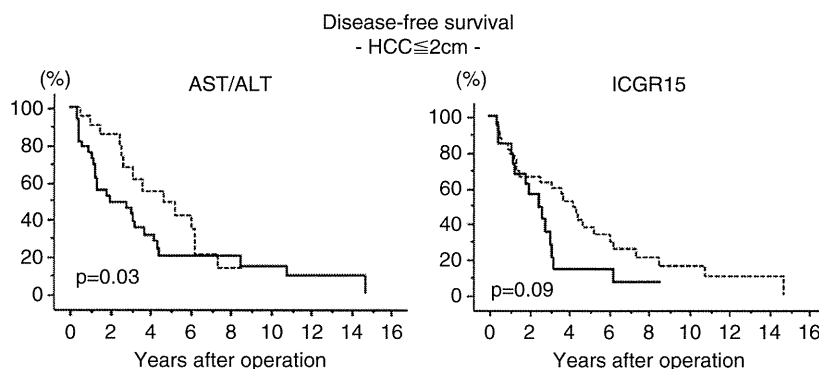 Disease-free survival
- HCC≦2cm -
(%)
AST/ALT
100
80
60
40
20
0
p=0.03
0 2 4 6 8 10 12 14 16
Years after operation
(%)
ICGR15
100
80
60
40
20
0
p=0.09
0 2 4 6 8 10 12 14 16
Years after operation